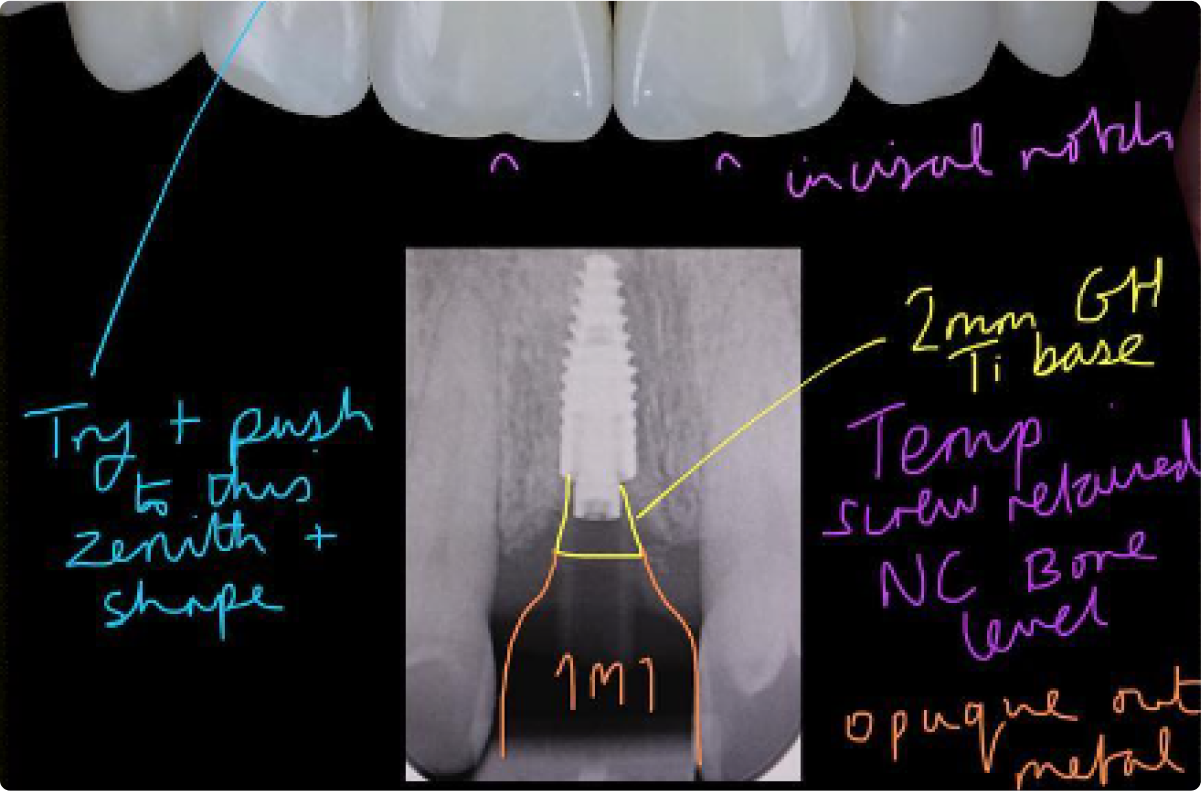 incisal notch
2mm GH
Ti base
Try + push
to this
zenith +
shape
Temp
screw retained
NC Bone
level
1M1
opaque out
metal